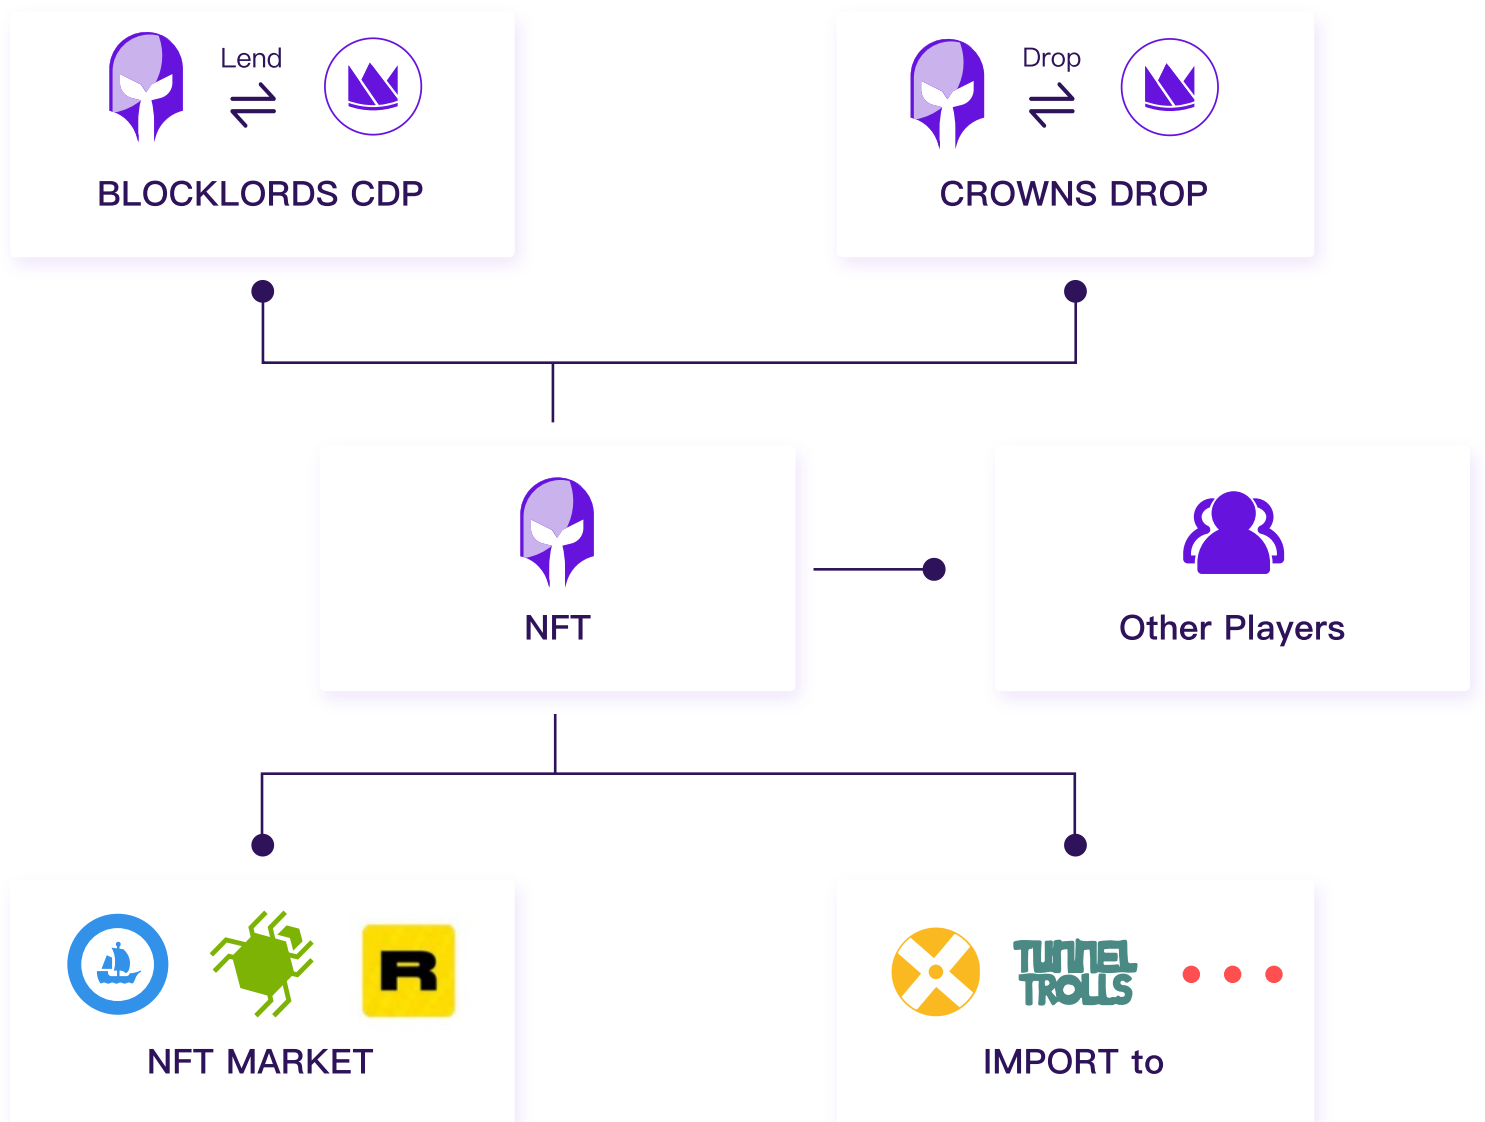 Lend
Drop
BLOCKLORDS CDP
CROWNS DROP
NFT
Other Players
R
TUNNEL
TROLLS
NFT MARKET
IMPORT to